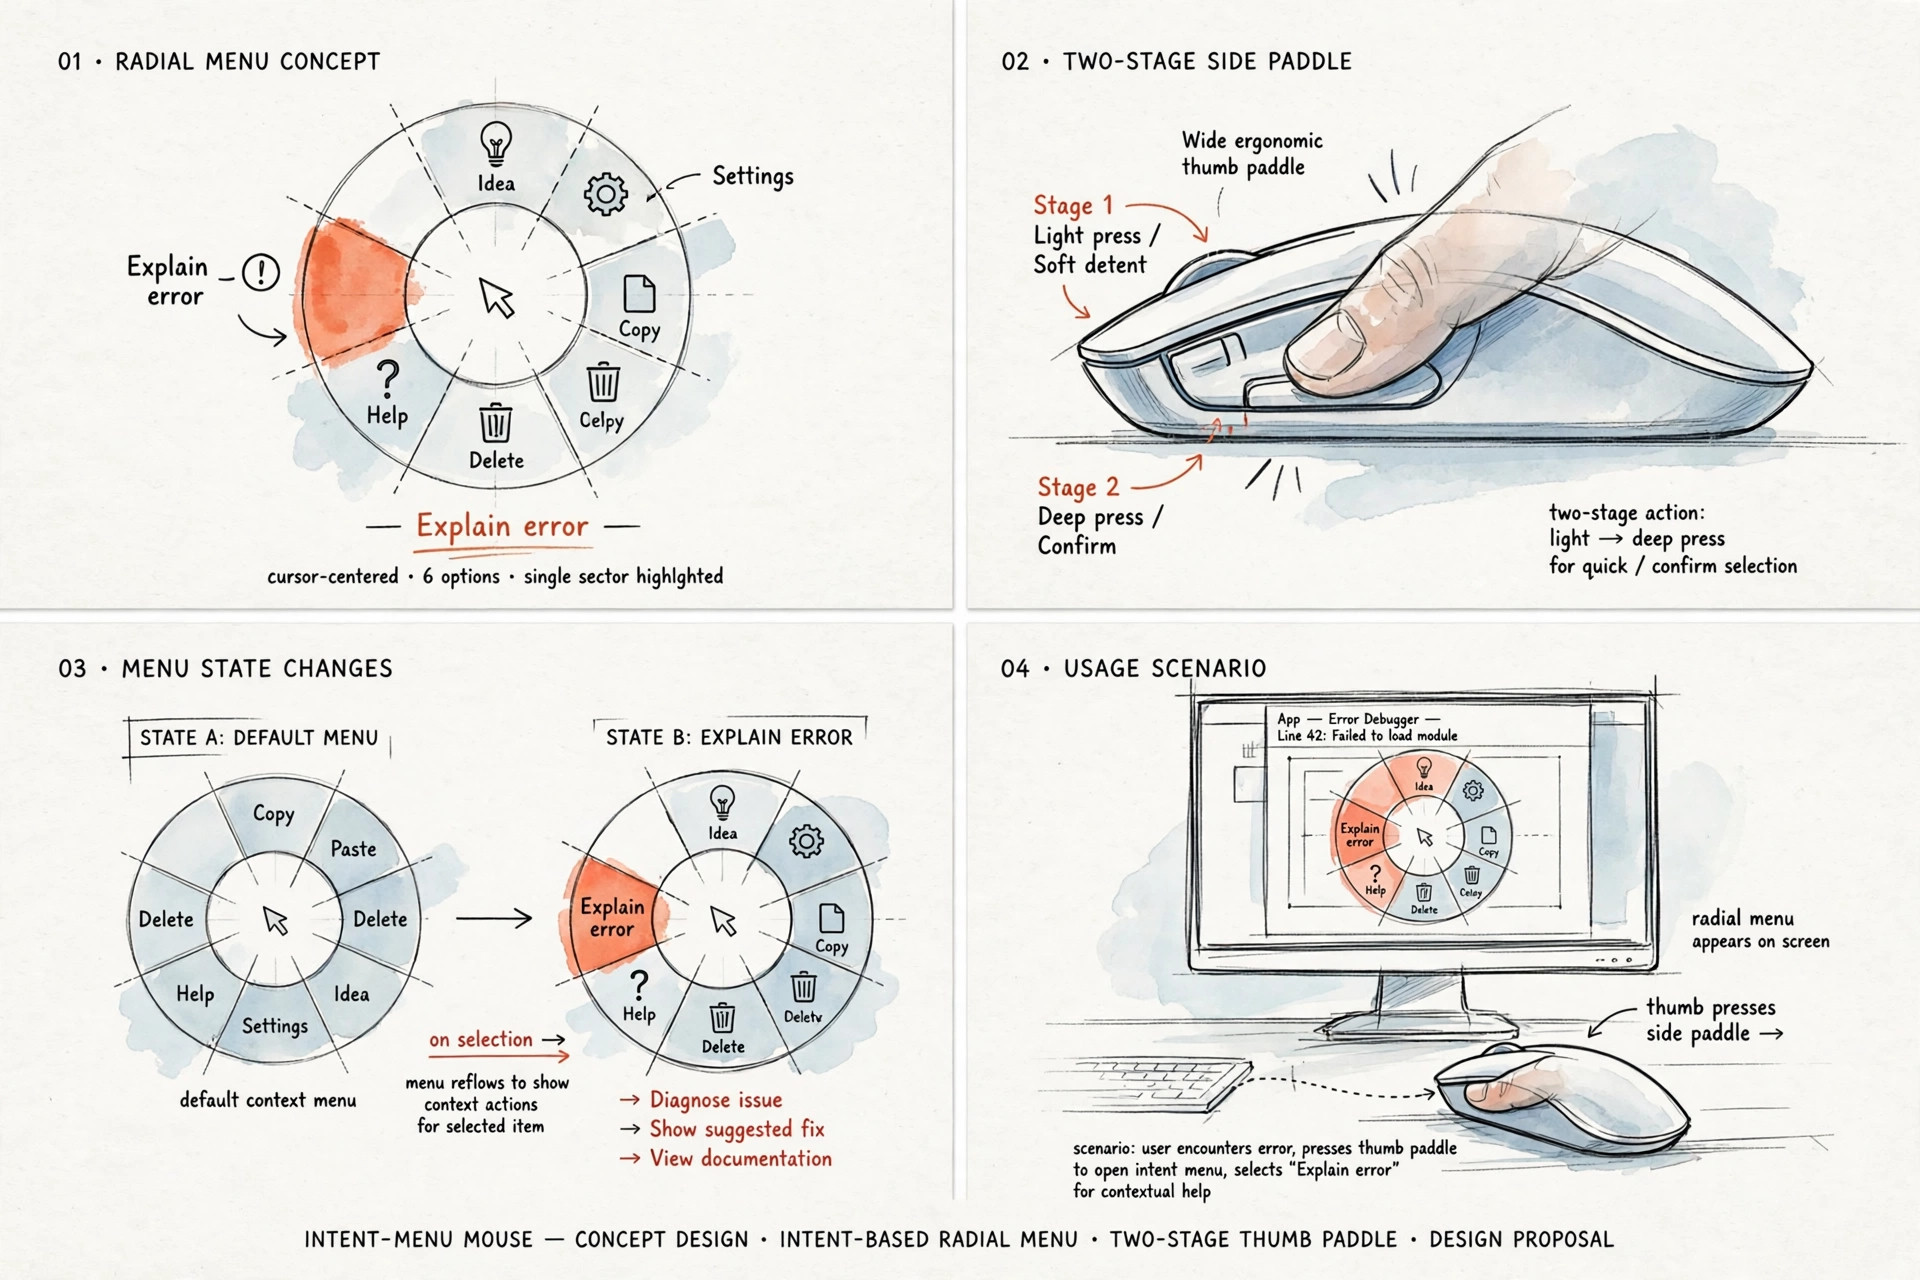 01 • RADIAL MENU CONCEPT
Idea
Settings
Explain
error
!
Copy
Celpy
?
Help
Delete
— Explain error —
cursor-centered • 6 options • single sector highlghted
02 • TWO-STAGE SIDE PADDLE
Wide ergonomic
thumb paddle
Stage 1
Light press /
Soft detent
Stage 2
Deep press /
Confirm
two-stage action:
light → deep press
for quick / confirm selection
03 • MENU STATE CHANGES
STATE A: DEFAULT MENU
Copy
Paste
Delete
Delete
Help
Idea
Settings
default context menu
on selection →
menu reflows to show
context actions
for selected item
STATE B: EXPLAIN ERROR
Idea
Explain
error
Copy
?
Help
Deletv
Delete
→ Diagnose issue
→ Show suggested fix
→ View documentation
04 • USAGE SCENARIO
App — Error Debugger —
Line 42: Failed to load module
Idea
Explain
error
Copy
?
Help
Celpy
Delete
radial menu
appears on screen
thumb presses
side paddle →
scenario: user encounters error, presses thumb paddle
to open intent menu, selects “Explain error”
for contextual help
INTENT-MENU MOUSE — CONCEPT DESIGN • INTENT-BASED RADIAL MENU • TWO-STAGE THUMB PADDLE • DESIGN PROPOSAL